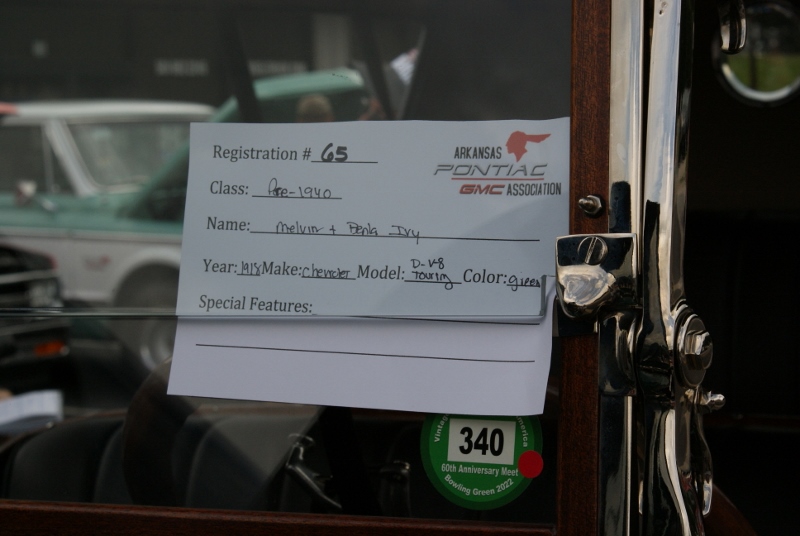 Registration # 65
ARKANSAS
PONTIAC
GMC ASSOCIATION
Class: Pre-1940
Name: Melvin + Benla Ivy
Year: 1918 Make: Chevrolet Model: D-V8 Touring Color: green
Special Features:
340
60th Anniversary Meet
Bowling Green 2022